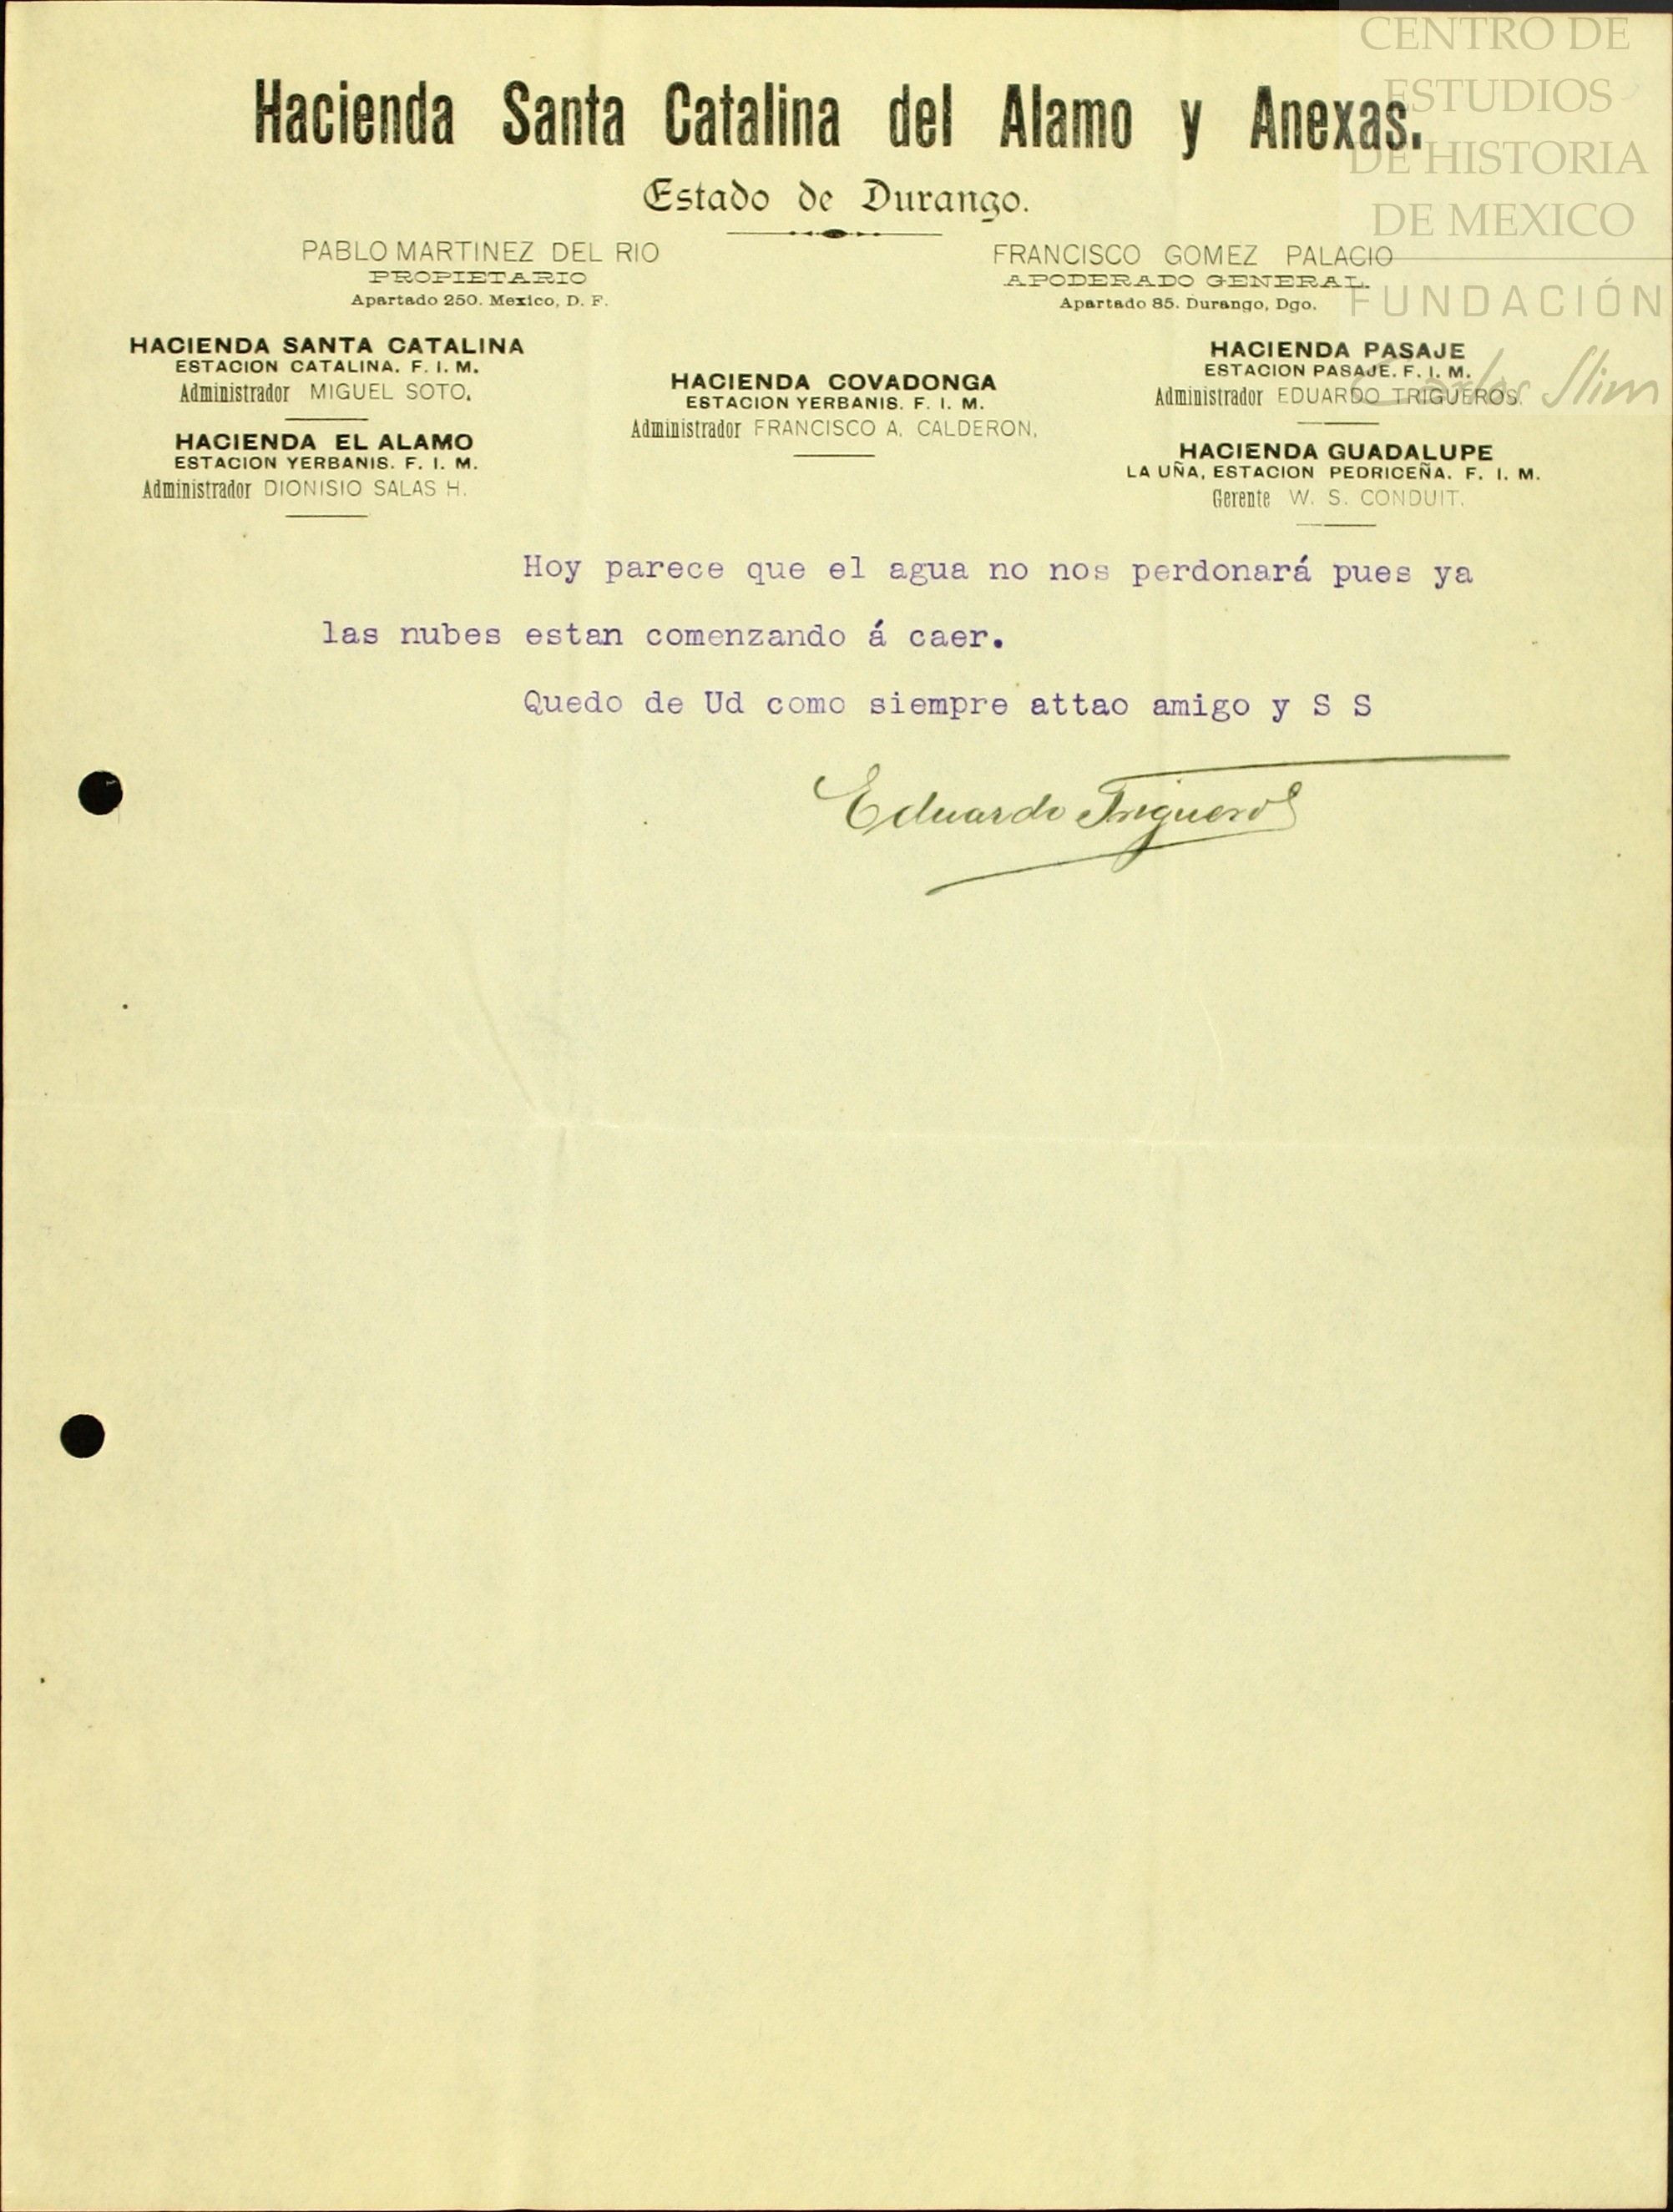 CENTRO DE
ESTUDIOS
DE HISTORIA
DE MEXICO
FUNDACIÓN
Carlos Slim
Hacienda Santa Catalina del Alamo y Anexas.
Estado de Durango.
PABLO MARTINEZ DEL RIO
PROPIETARIO
Apartado 250. Mexico, D. F.
FRANCISCO GOMEZ PALACIO
APODERADO GENERAL.
Apartado 85. Durango, Dgo.
HACIENDA SANTA CATALINA
ESTACION CATALINA. F. I. M.
Administrador MIGUEL SOTO.
HACIENDA EL ALAMO
ESTACION YERBANIS. F. I. M.
Administrador DIONISIO SALAS H.
HACIENDA COVADONGA
ESTACION YERBANIS. F. I. M.
Administrador FRANCISCO A. CALDERON.
HACIENDA PASAJE
ESTACION PASAJE. F. I. M.
Administrador EDUARDO TRIGUEROS.
HACIENDA GUADALUPE
LA UÑA, ESTACION PEDRICEÑA. F. I. M.
Gerente W. S. CONDUIT.
Hoy parece que el agua no nos perdonará pues ya
las nubes estan comenzando á caer.
Quedo de Ud como siempre attao amigo y S S
Eduardo Trigueros